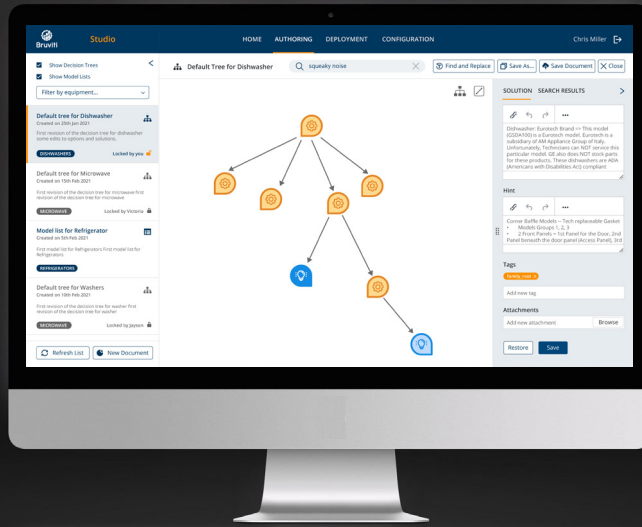 Bruviti
Studio
HOME AUTHORING DEPLOYMENT CONFIGURATION
Chris Miller
Show Decision Trees
Show Model Lists
Filter by equipment...
Default Tree for Dishwasher
squeaky noise
Find and Replace
Save As...
Save Document
Close
Default tree for Dishwasher
Created on 25th Jan 2021
First revision of the decision tree for dishwasher
some edits to options and solutions.
DISHWASHERS
Locked by you
Default tree for Microwave
Created on 15th Feb 2021
First revision of the decision tree for microwave first
revision of the decision tree for microwave
MICROWAVE
Locked by Victoria
Model list for Refrigerator
Created on 5th Feb 2021
First model list for Refrigerators First model list for
Refrigerators
REFRIGERATORS
Default tree for Washers
Created on 10th Feb 2021
First revision of the decision tree for washer first
revision of the decision tree for washer
MICROWAVE
Locked by Jayson
Refresh List
New Document
SOLUTION SEARCH RESULTS
Dishwasher: Eurotech Brand => This model
(GSDA100) is a Eurotech model. Eurotech is a
subsidiary of AM Appliance Group of Italy.
Unfortunately, Technicians can NOT service this
particular model. GE also does NOT stock parts
for these products. These dishwashers are ADA
(Americans with Disabilities Act) compliant
Hint
Corner Baffle Models -- Tech replaceable Gasket
• Models Groups 1, 2, 3
• 2 Front Panels = 1st Panel for the Door, 2nd
Panel beneath the door panel (Access Panel), 3rd
Tags
Add new tag
Attachments
Add new attachment
Browse
Restore
Save